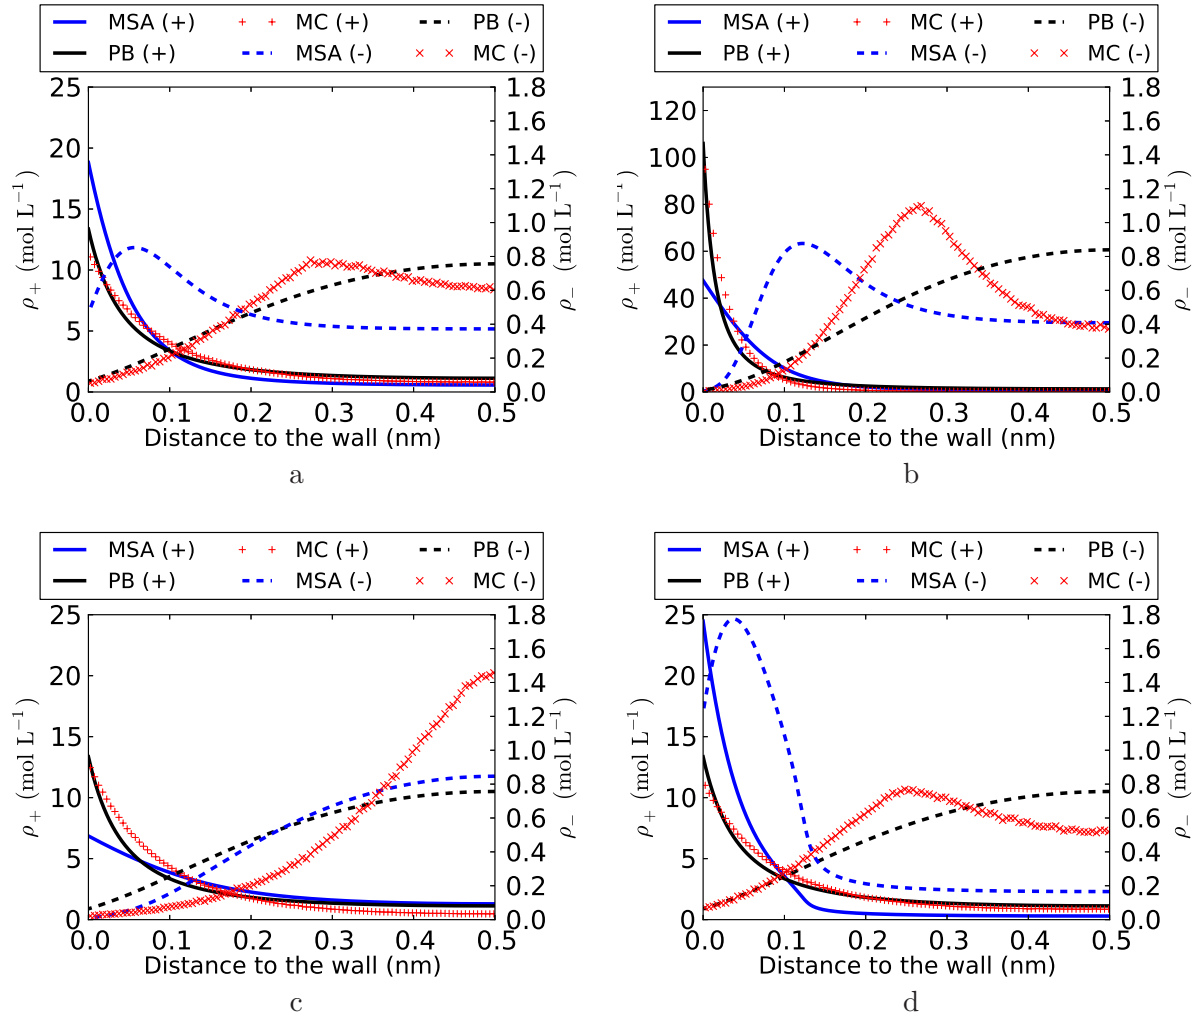 MSA (+) MC (+) PB (-)
PB (+) MSA (-) MC (-)
25
20
15
10
5
0
ρ+ (mol L−1)
1.8
1.6
1.4
1.2
1.0
0.8
0.6
0.4
0.2
0.0
ρ− (mol L−1)
0.0 0.1 0.2 0.3 0.4 0.5
Distance to the wall (nm)
a
MSA (+) MC (+) PB (-)
PB (+) MSA (-) MC (-)
120
100
80
60
40
20
0
ρ+ (mol L−1)
1.8
1.6
1.4
1.2
1.0
0.8
0.6
0.4
0.2
0.0
ρ− (mol L−1)
0.0 0.1 0.2 0.3 0.4 0.5
Distance to the wall (nm)
b
MSA (+) MC (+) PB (-)
PB (+) MSA (-) MC (-)
25
20
15
10
5
0
ρ+ (mol L−1)
1.8
1.6
1.4
1.2
1.0
0.8
0.6
0.4
0.2
0.0
ρ− (mol L−1)
0.0 0.1 0.2 0.3 0.4 0.5
Distance to the wall (nm)
c
MSA (+) MC (+) PB (-)
PB (+) MSA (-) MC (-)
25
20
15
10
5
0
ρ+ (mol L−1)
1.8
1.6
1.4
1.2
1.0
0.8
0.6
0.4
0.2
0.0
ρ− (mol L−1)
0.0 0.1 0.2 0.3 0.4 0.5
Distance to the wall (nm)
d